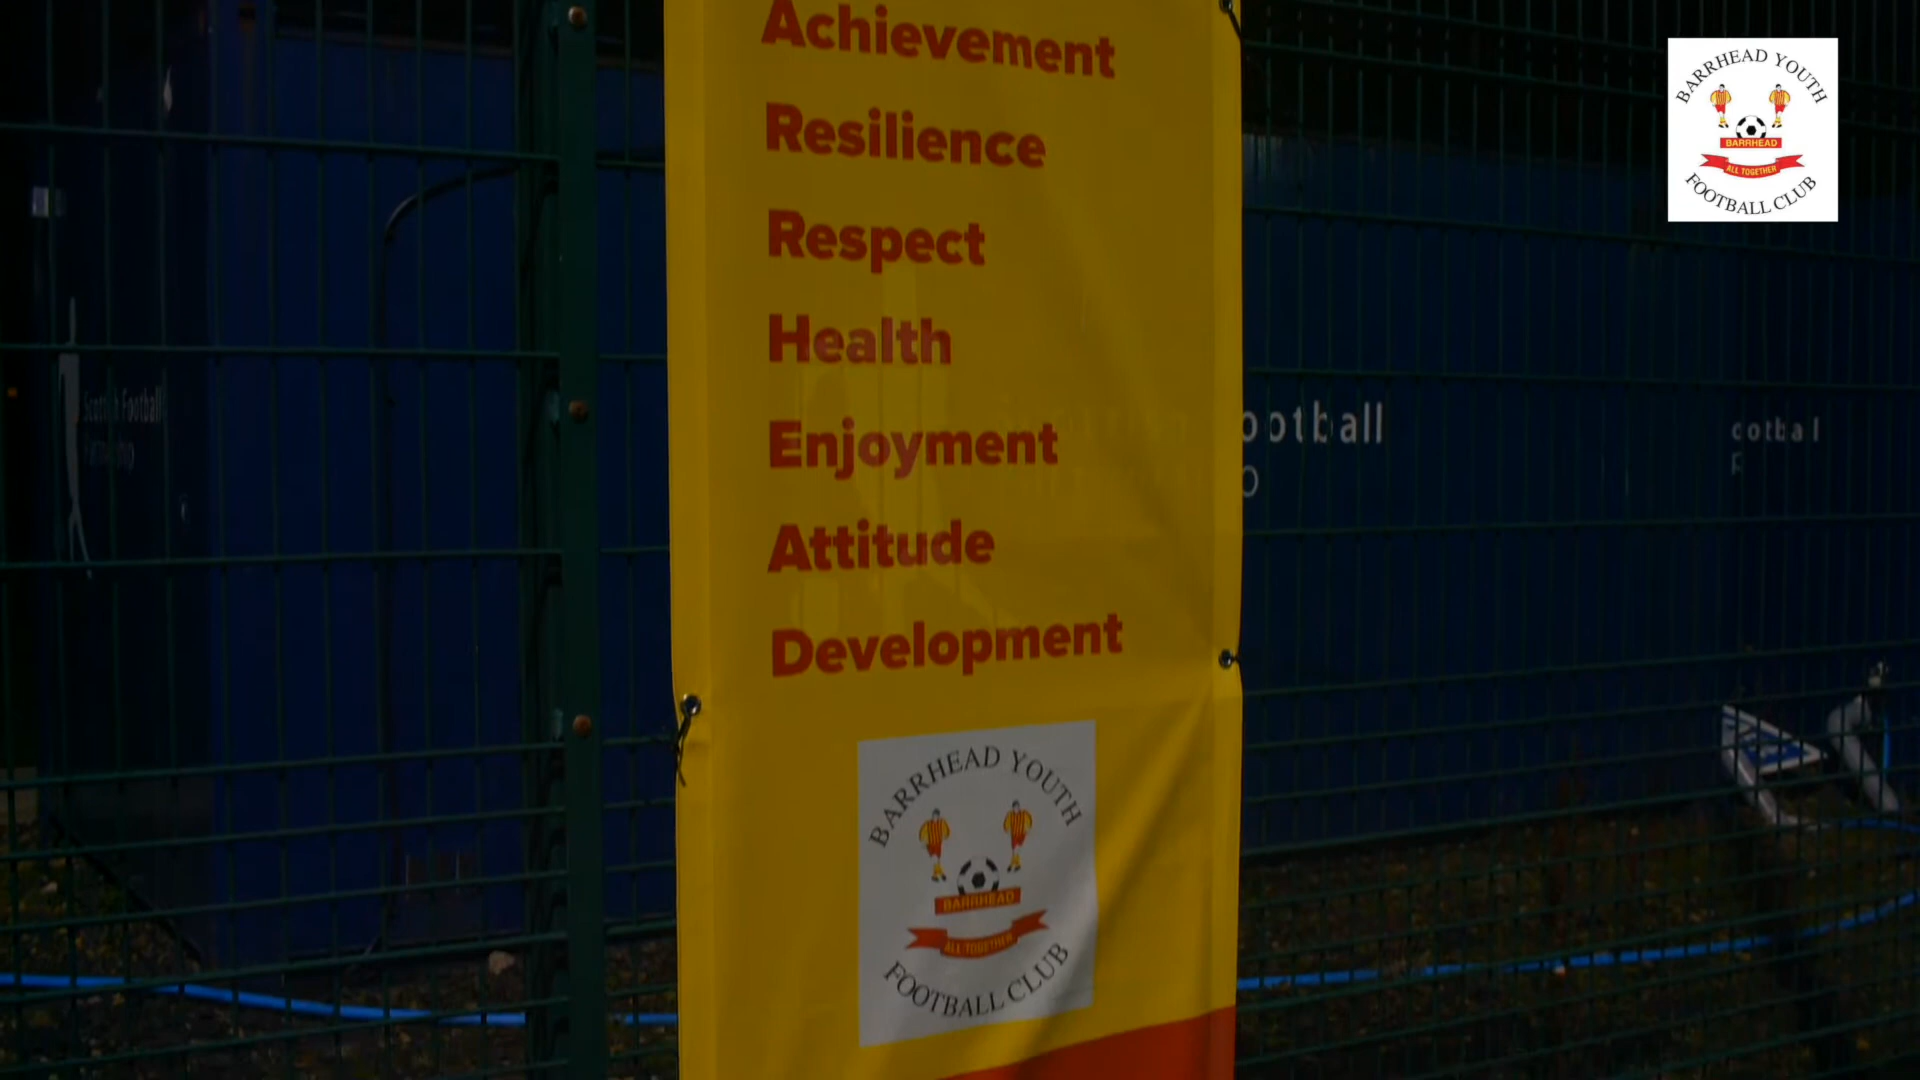 Achievement
Resilience
Respect
Health
Enjoyment
Attitude
Development
BARRHEAD YOUTH
BARRHEAD
ALL TOGETHER
FOOTBALL CLUB
BARRHEAD YOUTH
BARRHEAD
ALL TOGETHER
FOOTBALL CLUB
Scottish Football
ootball